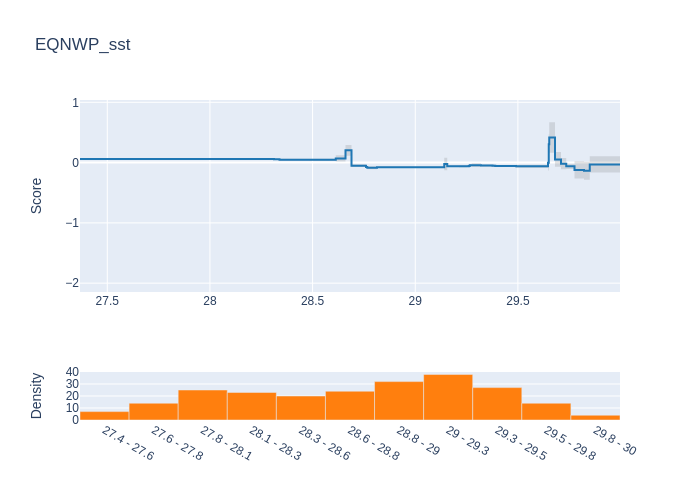 EQNWP_sst
Score
1
0
−1
−2
27.5 28 28.5 29 29.5
Density
40
30
20
10
0
27.4 - 27.6
27.6 - 27.8
27.8 - 28.1
28.1 - 28.3
28.3 - 28.6
28.6 - 28.8
28.8 - 29
29 - 29.3
29.3 - 29.5
29.5 - 29.8
29.8 - 30